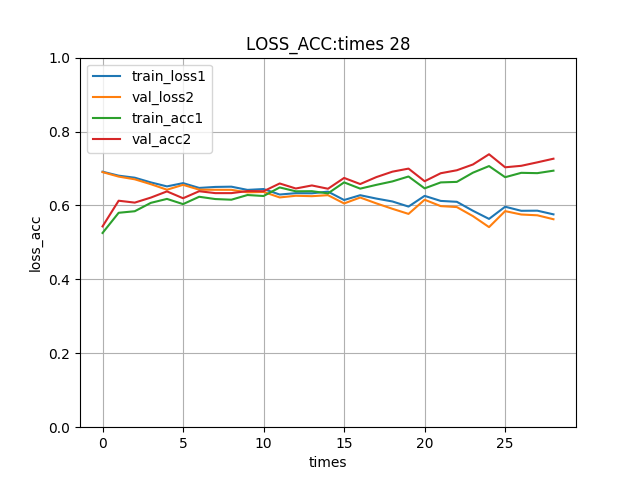 LOSS_ACC:times 28
1.0
0.8
0.6
0.4
0.2
0.0
loss_acc
train_loss1
val_loss2
train_acc1
val_acc2
0 5 10 15 20 25
times